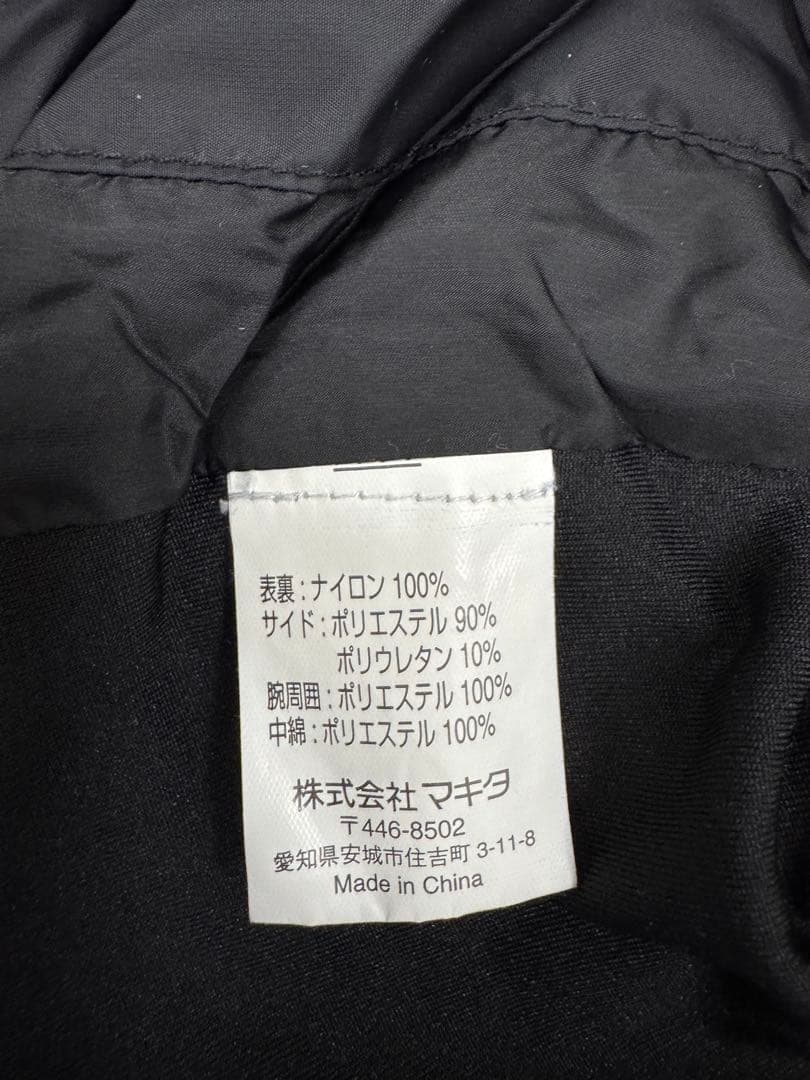 表裏:ナイロン 100%
サイド:ポリエステル 90%
ポリウレタン 10%
腕周囲:ポリエステル 100%
中綿:ポリエステル 100%
株式会社 マキタ
〒446-8502
愛知県安城市住吉町 3-11-8
Made in China